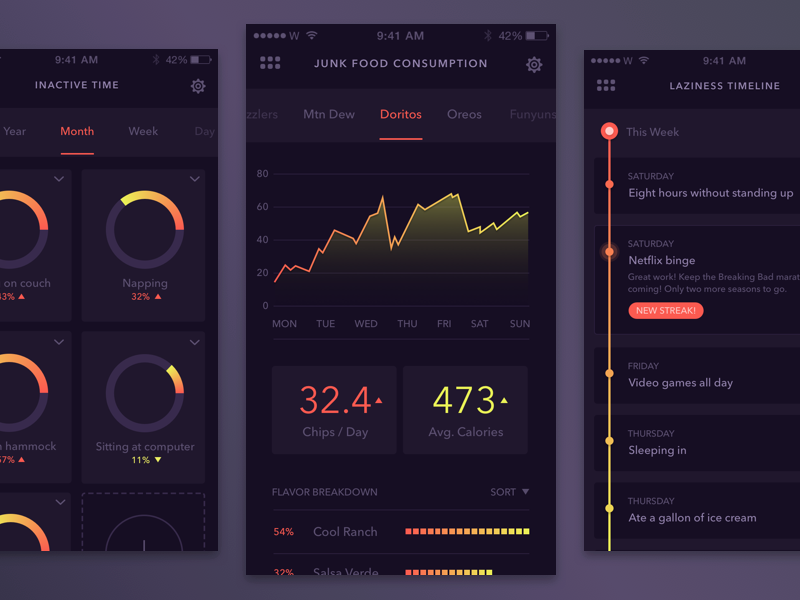 9:41 AM
42%
INACTIVE TIME
Year
Month
Week
Day
on couch
Napping
32%
hammock
Sitting at computer
11%
W
9:41 AM
42%
JUNK FOOD CONSUMPTION
Mtn Dew
Doritos
Oreos
Funyuns
80
60
40
20
0
MON TUE WED THU FRI SAT SUN
32.4
Chips / Day
473
Avg. Calories
FLAVOR BREAKDOWN
SORT
54% Cool Ranch
32% Salsa Verde
W
9:41 AM
LAZINESS TIMELINE
This Week
SATURDAY
Eight hours without standing up
SATURDAY
Netflix binge
Great work! Keep the Breaking Bad
coming! Only two more seasons to go.
NEW STREAK!
FRIDAY
Video games all day
THURSDAY
Sleeping in
THURSDAY
Ate a gallon of ice cream